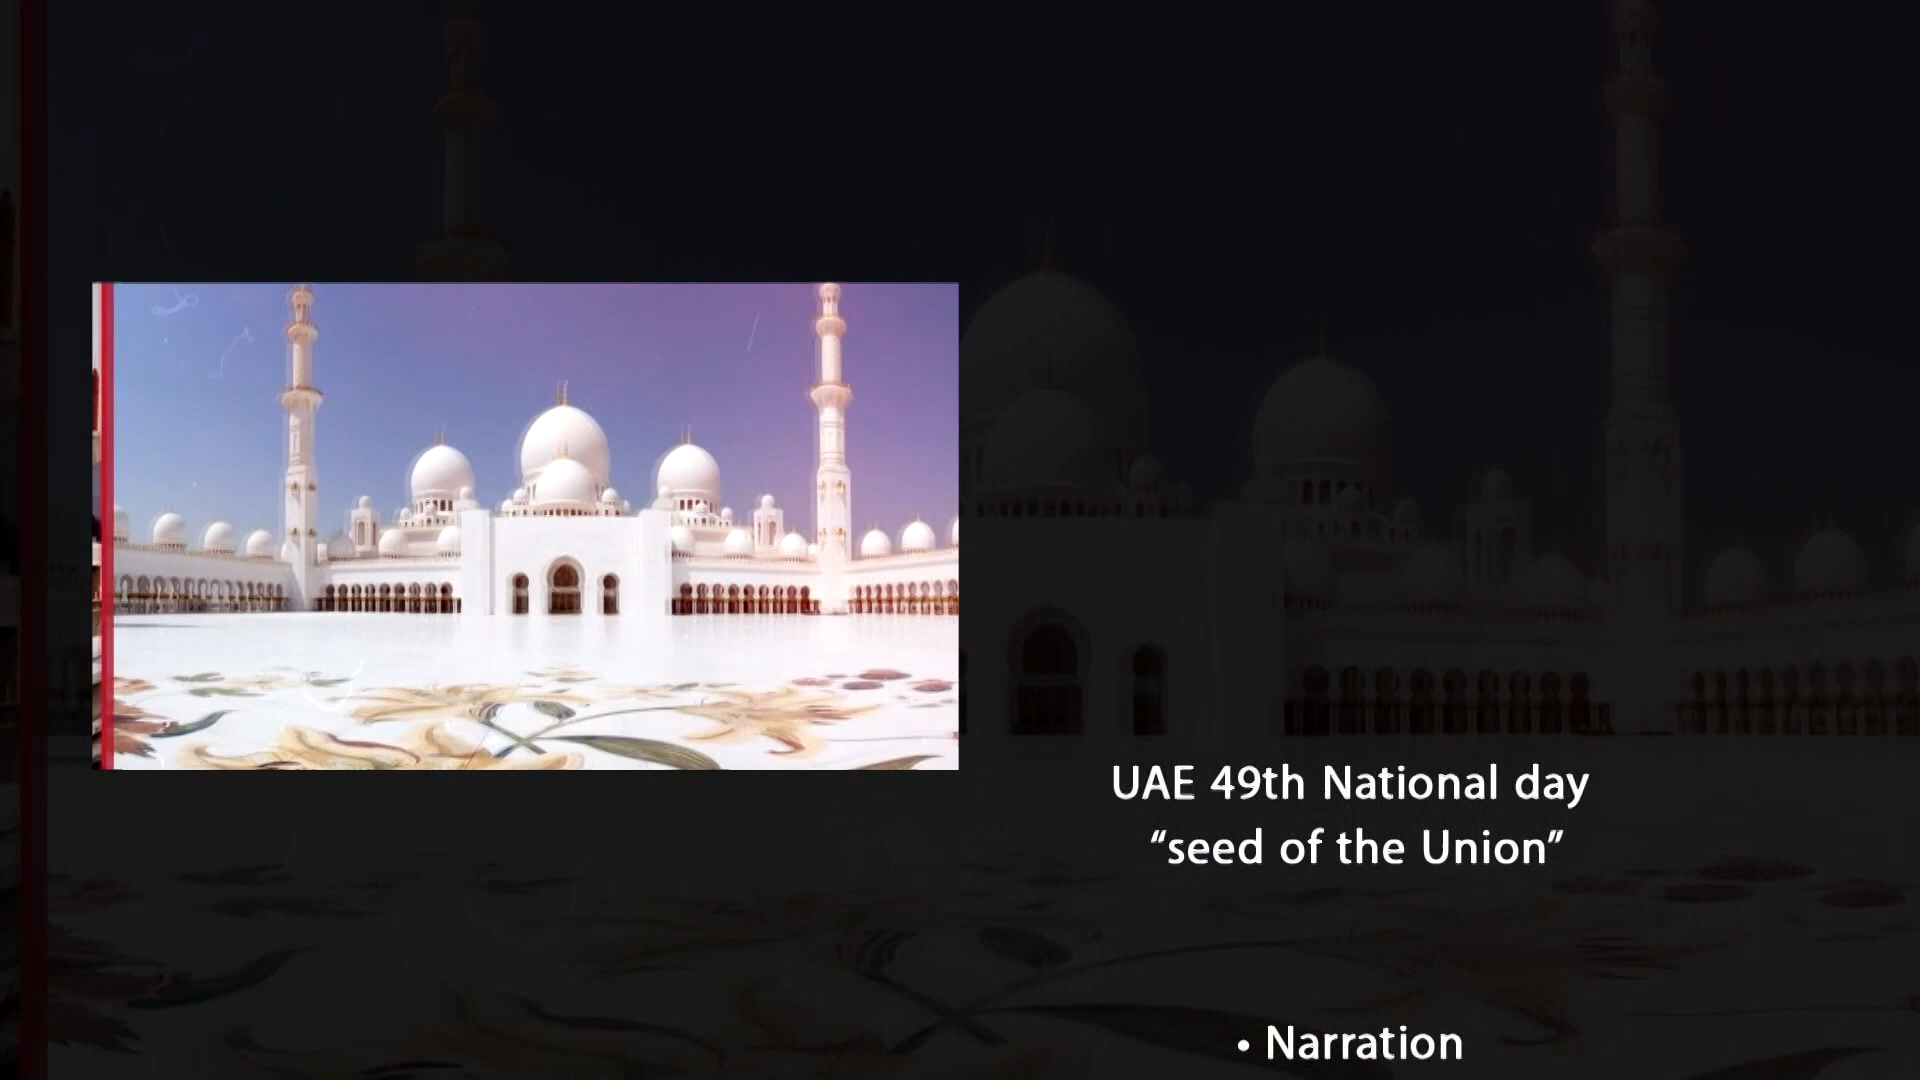 UAE 49th National day
“seed of the Union”
• Narration